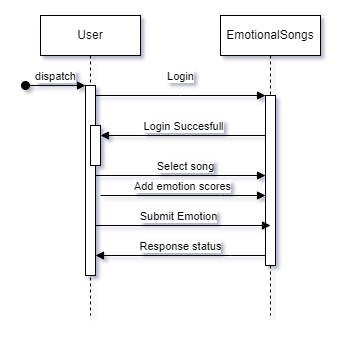 User
EmotionalSongs
dispatch
Login
Login Succesfull
Select song
Add emotion scores
Submit Emotion
Response status